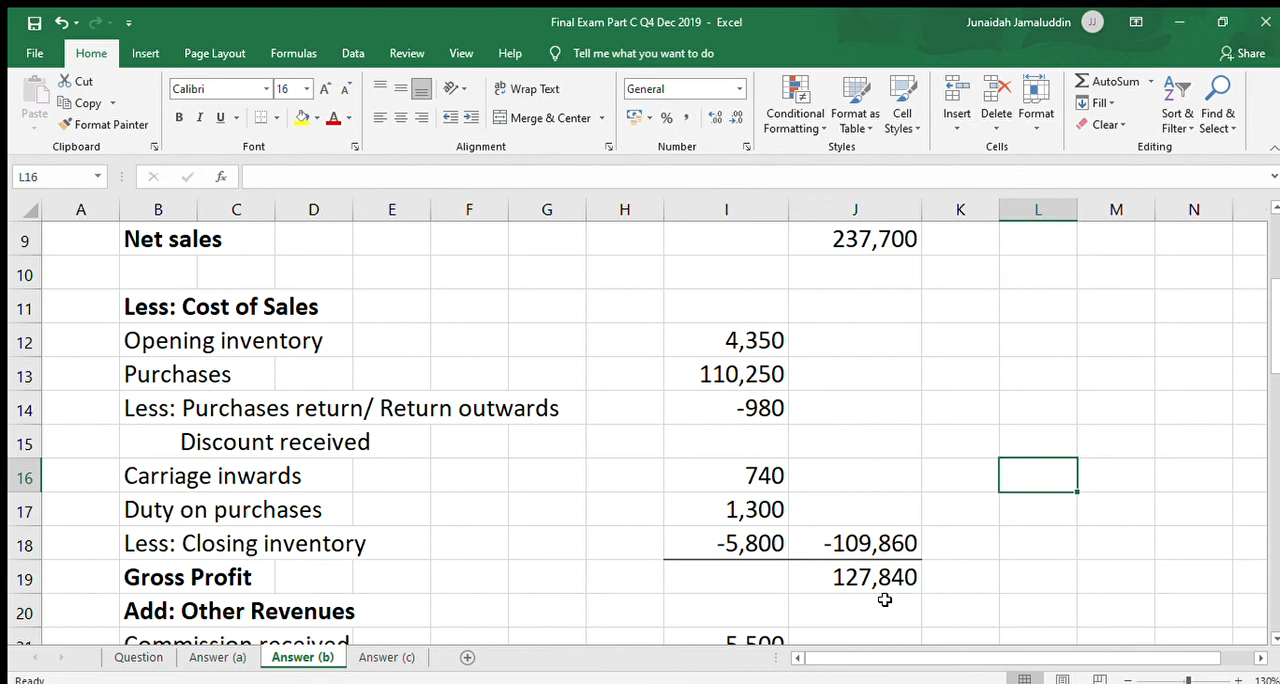 Final Exam Part C Q4 Dec 2019 - Excel
Junaidah Jamaluddin
JJ
File Home Insert Page Layout Formulas Data Review View Help Tell me what you want to do Share
Paste
Cut
Copy
Format Painter
Clipboard
Calibri 16 A A
B I U A
Font
Wrap Text
Merge & Center
Alignment
General
% ,
Number
Conditional Formatting
Format as Table
Cell Styles
Styles
Insert Delete Format
Cells
AutoSum
Fill
Clear
Sort & Filter
Find & Select
Editing
L16 fx
A B C D E F G H I J K L M N
9 Net sales 237,700
10
11 Less: Cost of Sales
12 Opening inventory 4,350
13 Purchases 110,250
14 Less: Purchases return/ Return outwards -980
15 Discount received
16 Carriage inwards 740
17 Duty on purchases 1,300
18 Less: Closing inventory -5,800 -109,860
19 Gross Profit 127,840
20 Add: Other Revenues
Commission received 5,500
Question Answer (a) Answer (b) Answer (c)
Ready 130%